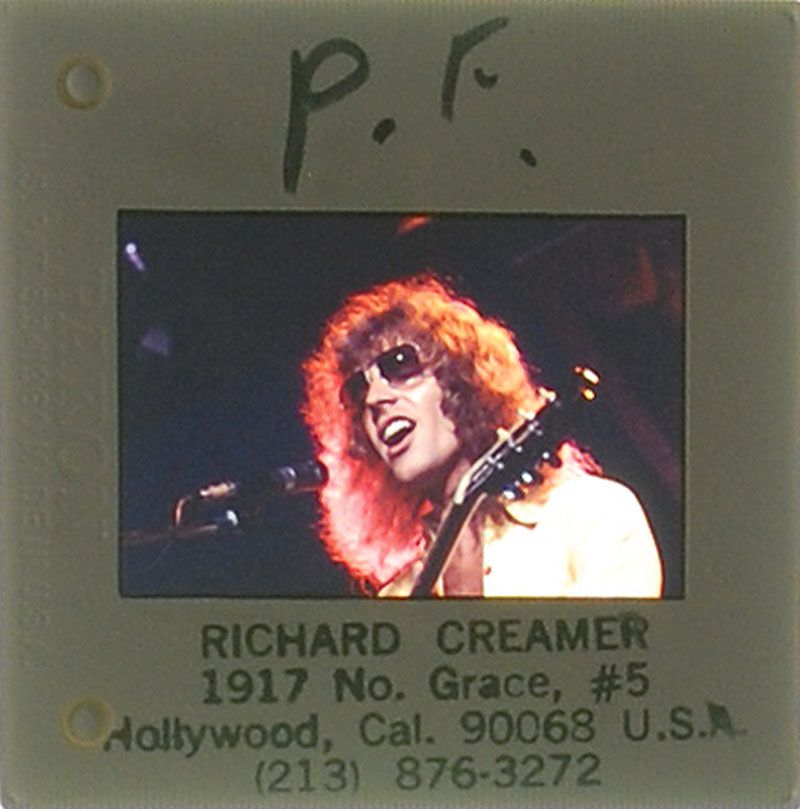 P. F.
RICHARD CREAMER
1917 No. Grace, #5
Hollywood, Cal. 90068 U.S.A.
(213) 876-3272